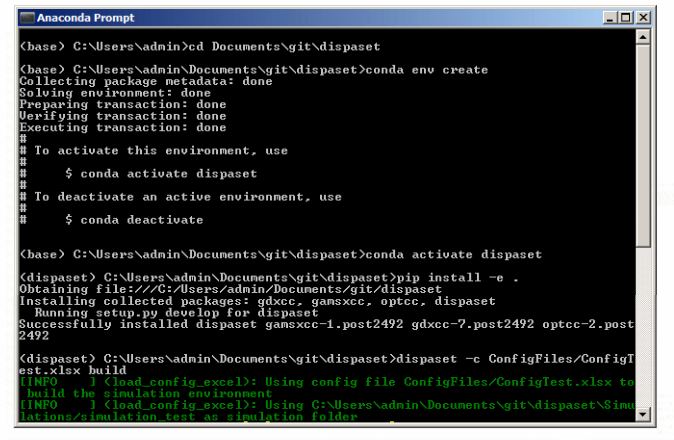 Anaconda Prompt
(base) C:\Users\admin>cd Documents\git\dispaset
(base) C:\Users\admin\Documents\git\dispaset>conda env create
Collecting package metadata: done
Solving environment: done
Preparing transaction: done
Verifying transaction: done
Executing transaction: done
#
# To activate this environment, use
#
#     $ conda activate dispaset
#
# To deactivate an active environment, use
#
#     $ conda deactivate
(base) C:\Users\admin\Documents\git\dispaset>conda activate dispaset
(dispaset) C:\Users\admin\Documents\git\dispaset>pip install -e .
Obtaining file:///C:/Users/admin/Documents/git/dispaset
Installing collected packages: gdxcc, gamsxcc, optcc, dispaset
  Running setup.py develop for dispaset
Successfully installed dispaset gamsxcc-1.post2492 gdxcc-7.post2492 optcc-2.post
2492
(dispaset) C:\Users\admin\Documents\git\dispaset>dispaset -c ConfigFiles/ConfigT
est.xlsx build
[INFO    ] (load_config_excel): Using config file ConfigFiles/ConfigTest.xlsx to
 build the simulation environment
[INFO    ] (load_config_excel): Using C:\Users\admin\Documents\git\dispaset\Simu
lations/simulation_test as simulation folder